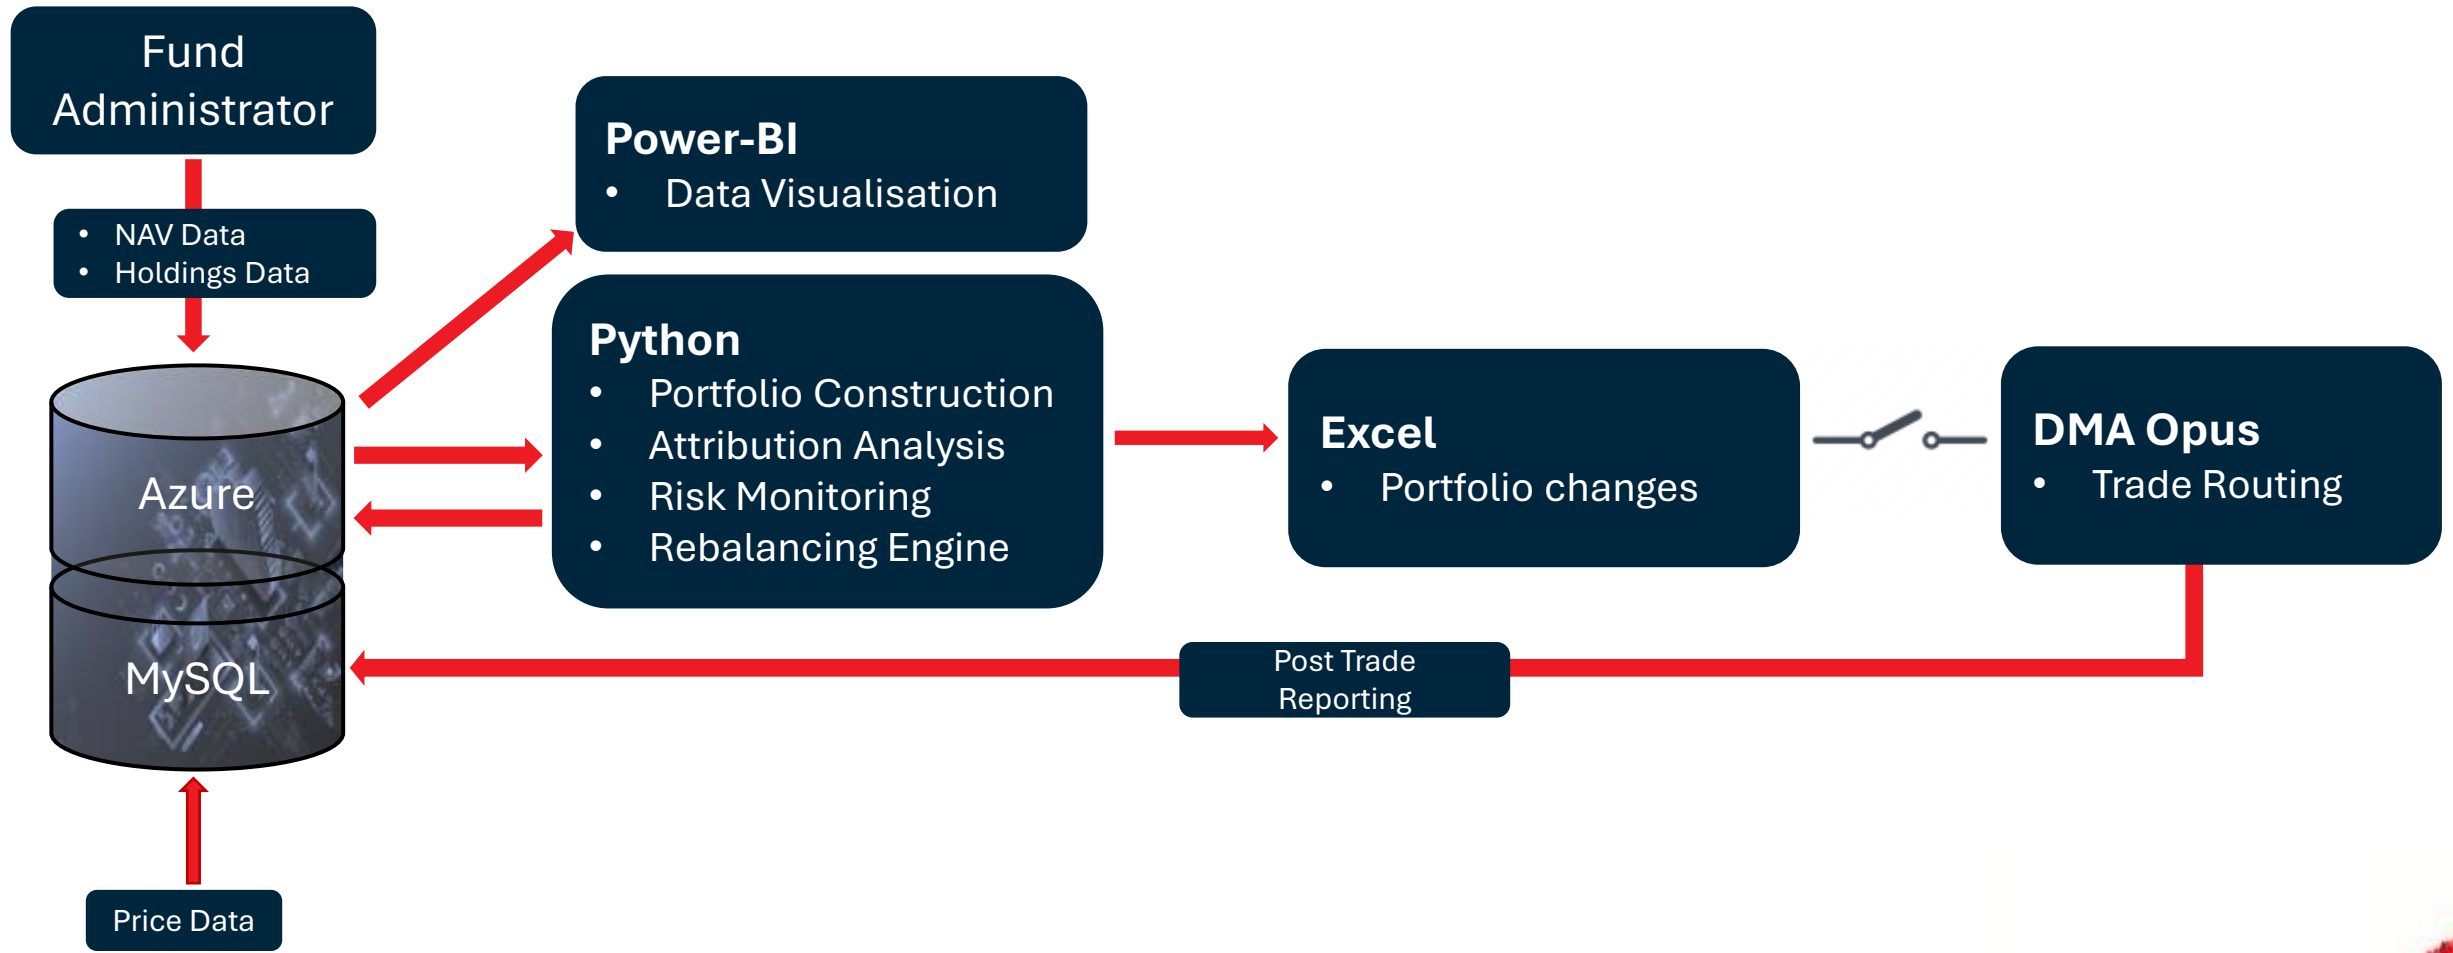 Fund
Administrator
• NAV Data
• Holdings Data
Azure
MySQL
Price Data
Power-BI
• Data Visualisation
Python
• Portfolio Construction
• Attribution Analysis
• Risk Monitoring
• Rebalancing Engine
Excel
• Portfolio changes
DMA Opus
• Trade Routing
Post Trade
Reporting